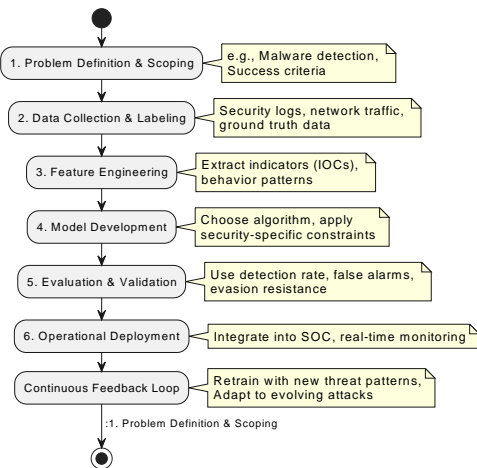 1. Problem Definition & Scoping
e.g., Malware detection,
Success criteria
2. Data Collection & Labeling
Security logs, network traffic,
ground truth data
3. Feature Engineering
Extract indicators (IOCs),
behavior patterns
4. Model Development
Choose algorithm, apply
security-specific constraints
5. Evaluation & Validation
Use detection rate, false alarms,
evasion resistance
6. Operational Deployment
Integrate into SOC, real-time monitoring
Continuous Feedback Loop
Retrain with new threat patterns,
Adapt to evolving attacks
:1. Problem Definition & Scoping